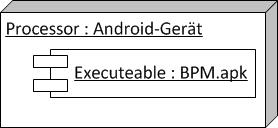 Processor : Android-Gerät
Executeable : BPM.apk